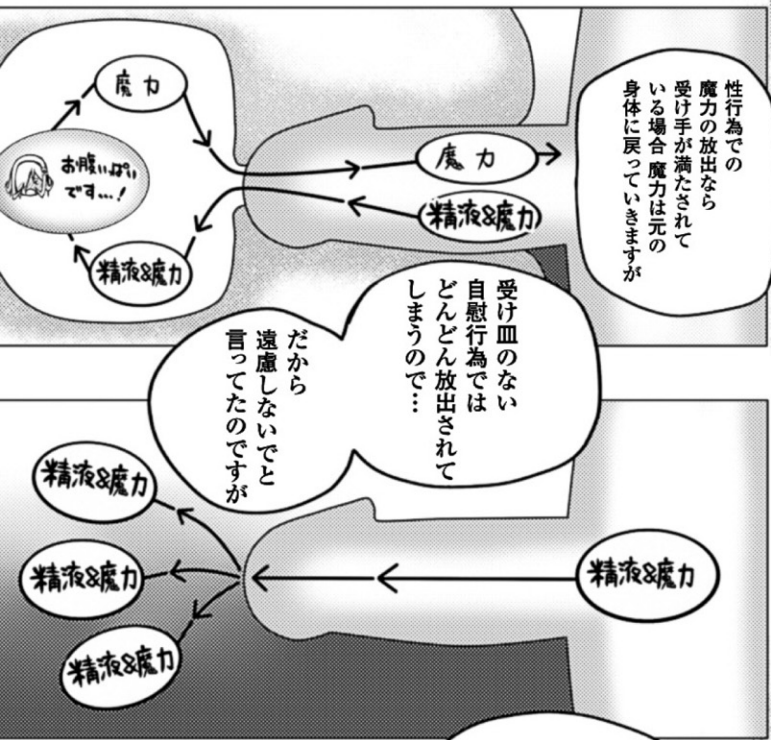 性行為での
魔力の放出なら
受け手が満たされて
いる場合 魔力は元の
身体に戻っていきますが
魔力
魔力
精液&魔力
精液&魔力
お腹いっぱい
です…!
受け皿のない
自慰行為では
どんどん放出されて
しまうので…
だから
遠慮しないでと
言ってたのですが
精液&魔力
精液&魔力
精液&魔力
精液&魔力